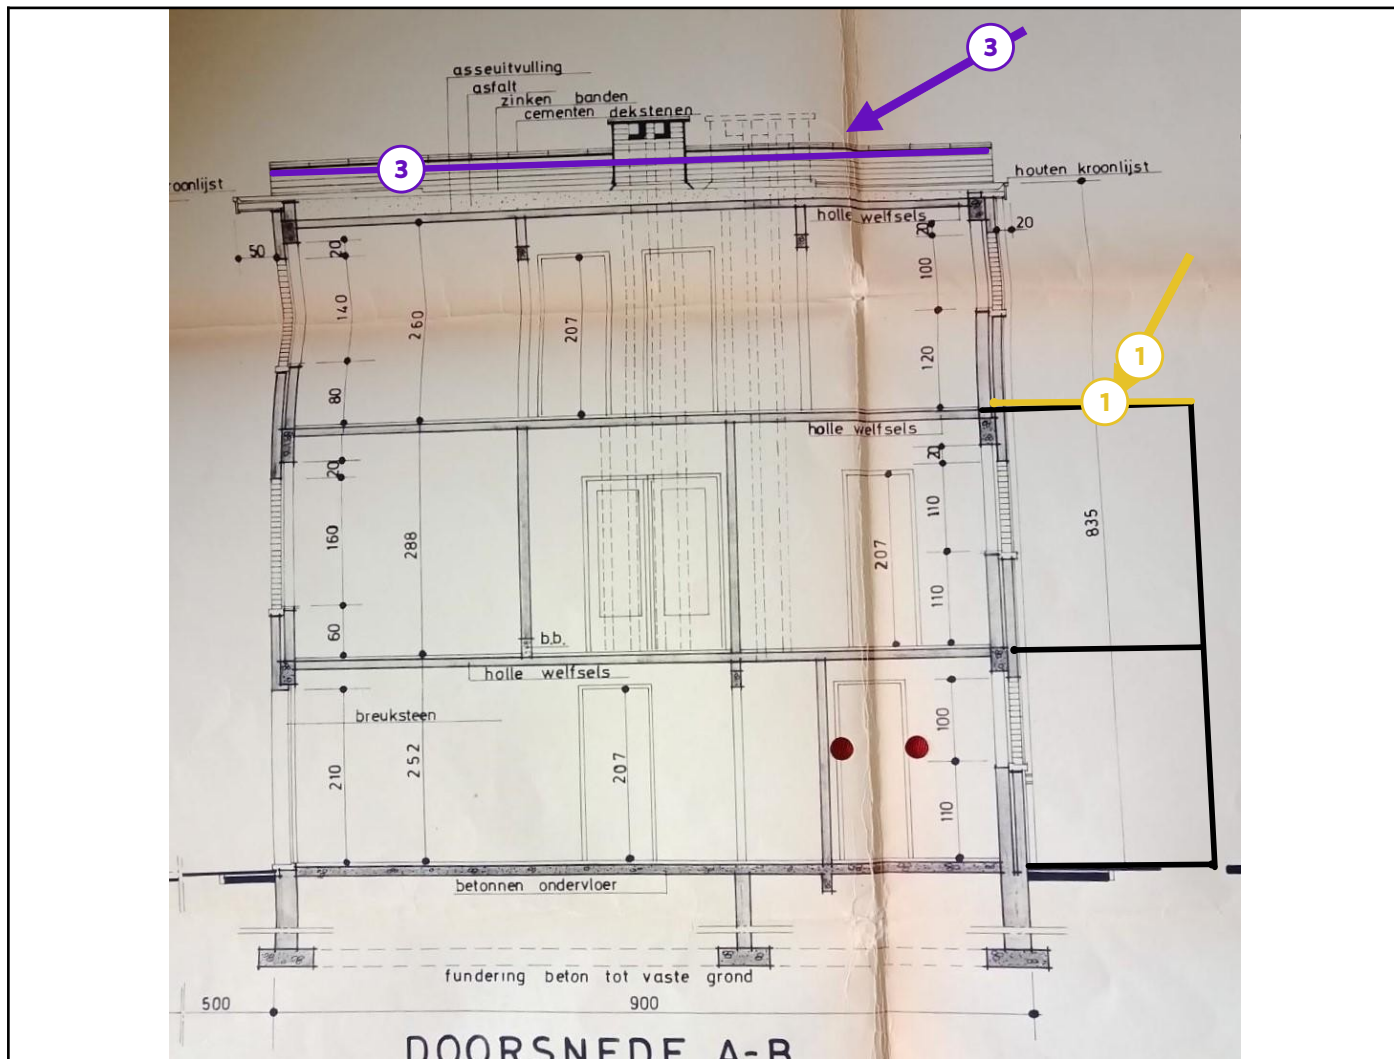 3
asseuitvulling
asfalt
zinken banden
cementen dekstenen
3
houten kroonlijst
holle welfsels
20
20
50
20
100
140
260
207
1
120
1
80
holle welfsels
20
20
110
835
160
288
207
110
60
b.b.
holle welfsels
breuksteen
100
252
210
207
110
betonnen ondervloer
fundering beton tot vaste grond
500
900
DOORSNEDE A-B